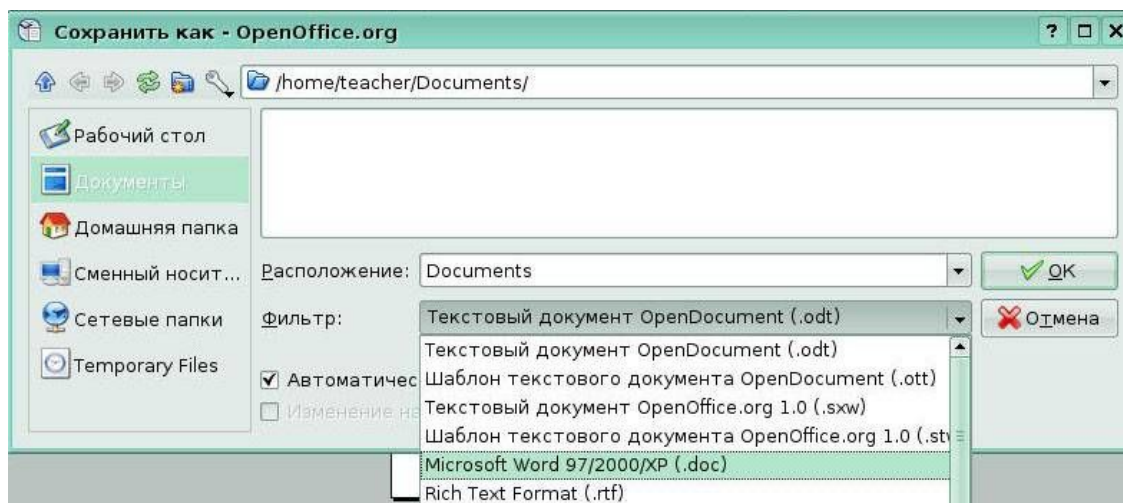 Сохранить как - OpenOffice.org
/home/teacher/Documents/
Рабочий стол
Документы
Домашняя папка
Сменный носит...
Сетевые папки
Temporary Files
Расположение: Documents
OK
Фильтр: Текстовый документ OpenDocument (.odt)
Отмена
Текстовый документ OpenDocument (.odt)
Автоматичес
Шаблон текстового документа OpenDocument (.ott)
Текстовый документ OpenOffice.org 1.0 (.sxw)
Изменение на
Шаблон текстового документа OpenOffice.org 1.0 (.st
Microsoft Word 97/2000/XP (.doc)
Rich Text Format (.rtf)